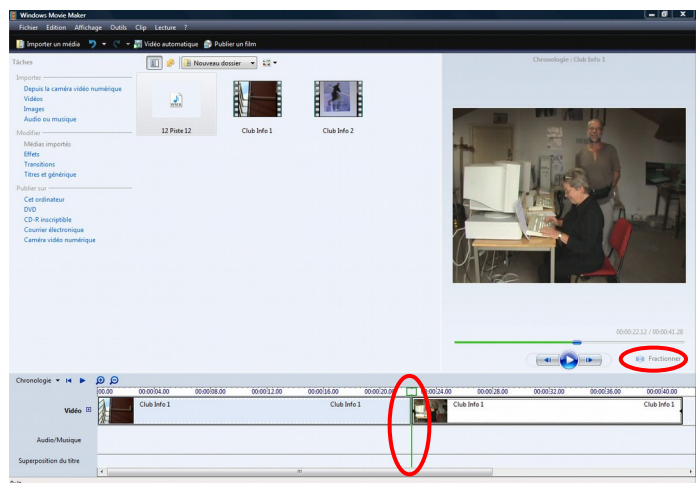 Windows Movie Maker
Fichier Edition Affichage Outils Clip Lecture ?
Importer un média Vidéo automatique Publier un film
Tâches
Nouveau dossier
Chronologie : Club Info 1
Importer
Depuis la caméra vidéo numérique
Vidéos
Images
Audio ou musique
Modifier
Médias importés
Effets
Transitions
Titres et générique
Publier sur
Cet ordinateur
DVD
CD-R inscriptible
Courrier électronique
Caméra vidéo numérique
WMA
12 Piste 12
Club Info 1
Club Info 2
00:00:22.12 / 00:00:41.28
Fractionner
Chronologie
00.00 00:00:04.00 00:00:08.00 00:00:12.00 00:00:16.00 00:00:20.00 00:00:24.00 00:00:28.00 00:00:32.00 00:00:36.00 00:00:40.00
Vidéo Club Info 1 Club Info 1 Club Info 1 Club Info 1
Audio/Musique
Superposition du titre